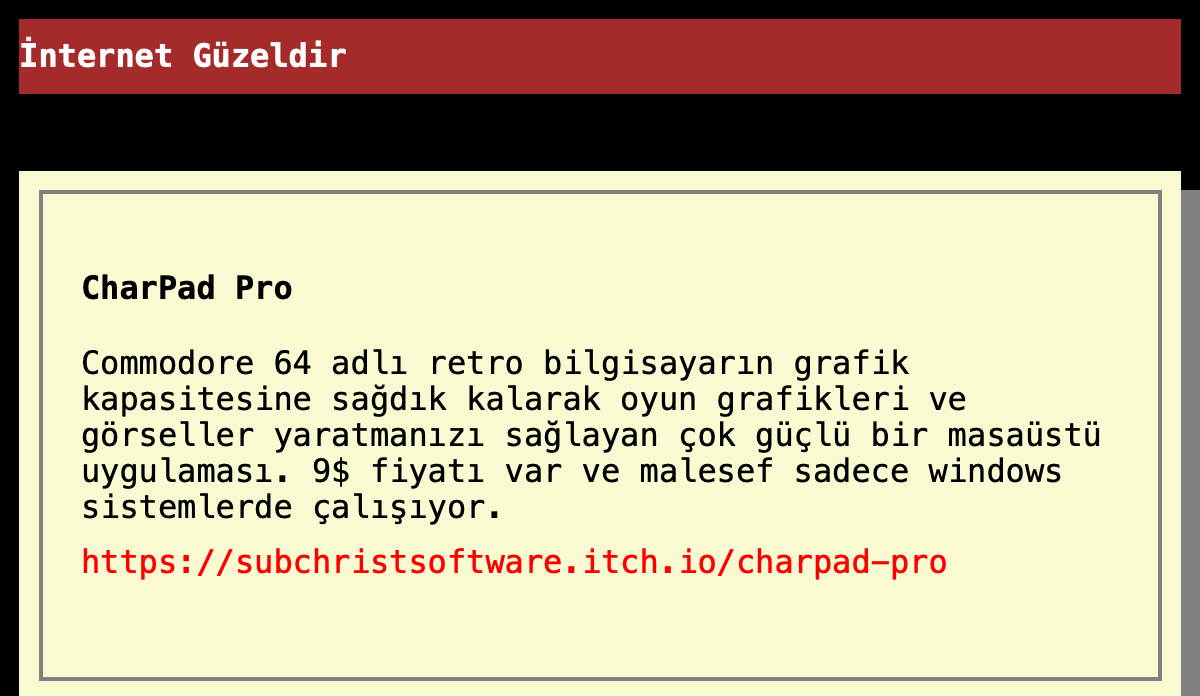 İnternet Güzeldir
CharPad Pro
Commodore 64 adlı retro bilgisayarın grafik
kapasitesine sağdık kalarak oyun grafikleri ve
görseller yaratmanızı sağlayan çok güçlü bir masaüstü
uygulaması. 9$ fiyatı var ve malesef sadece windows
sistemlerde çalışıyor.
https://subchristsoftware.itch.io/charpad-pro